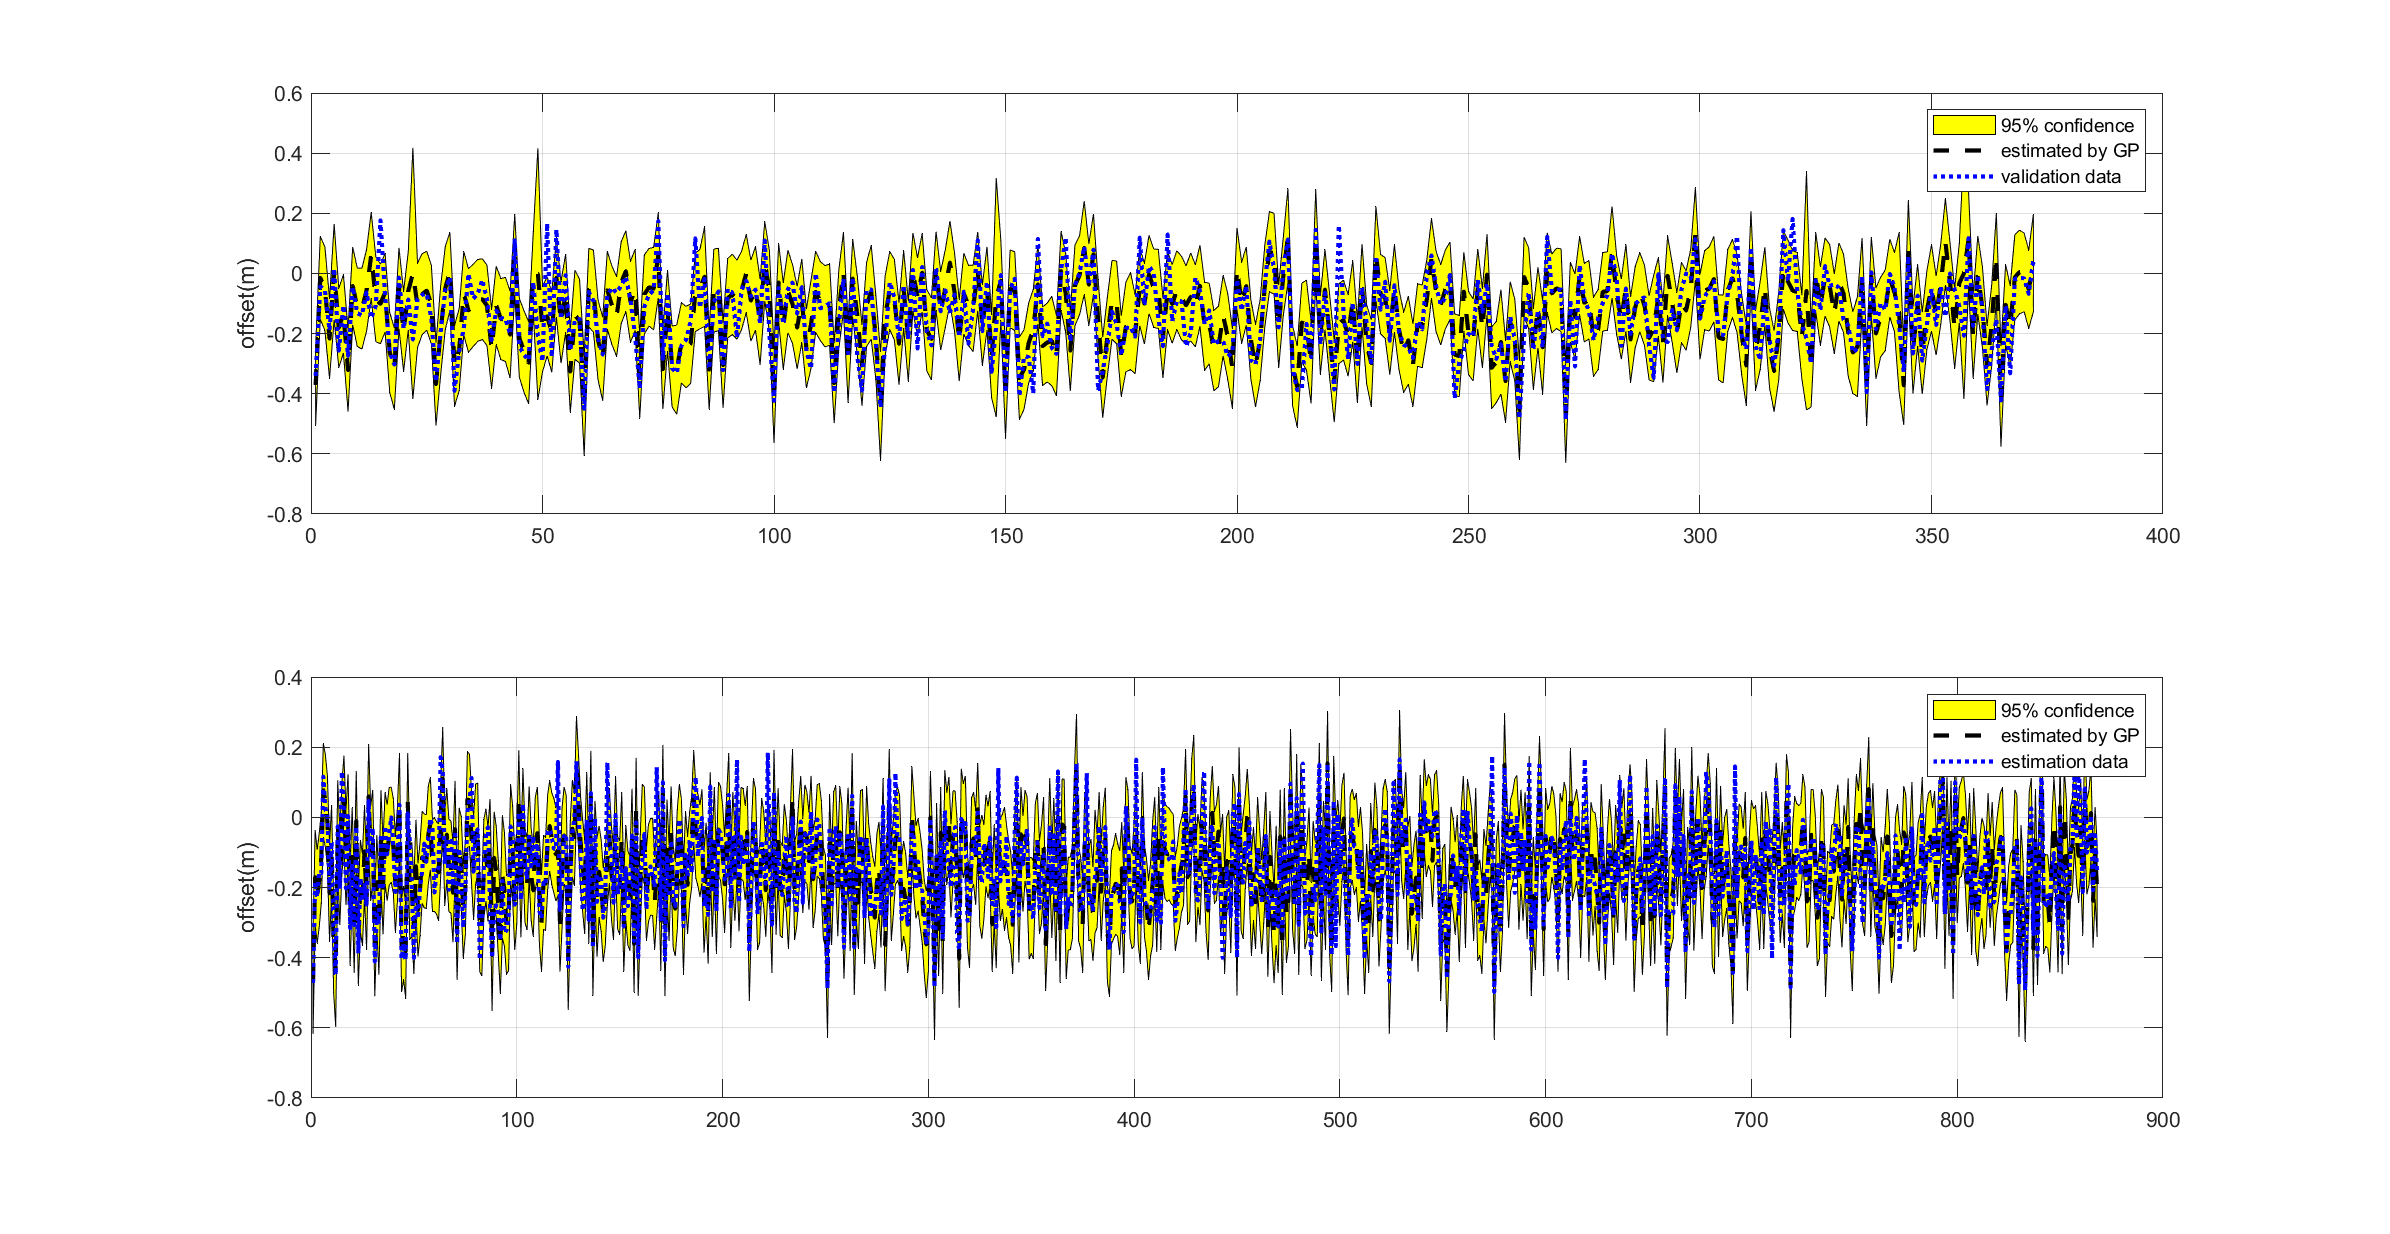 0.6
0.4
0.2
0
-0.2
-0.4
-0.6
-0.8
offset(m)
95% confidence
estimated by GP
validation data
0 50 100 150 200 250 300 350 400
0.4
0.2
0
-0.2
-0.4
-0.6
-0.8
offset(m)
95% confidence
estimated by GP
estimation data
0 100 200 300 400 500 600 700 800 900